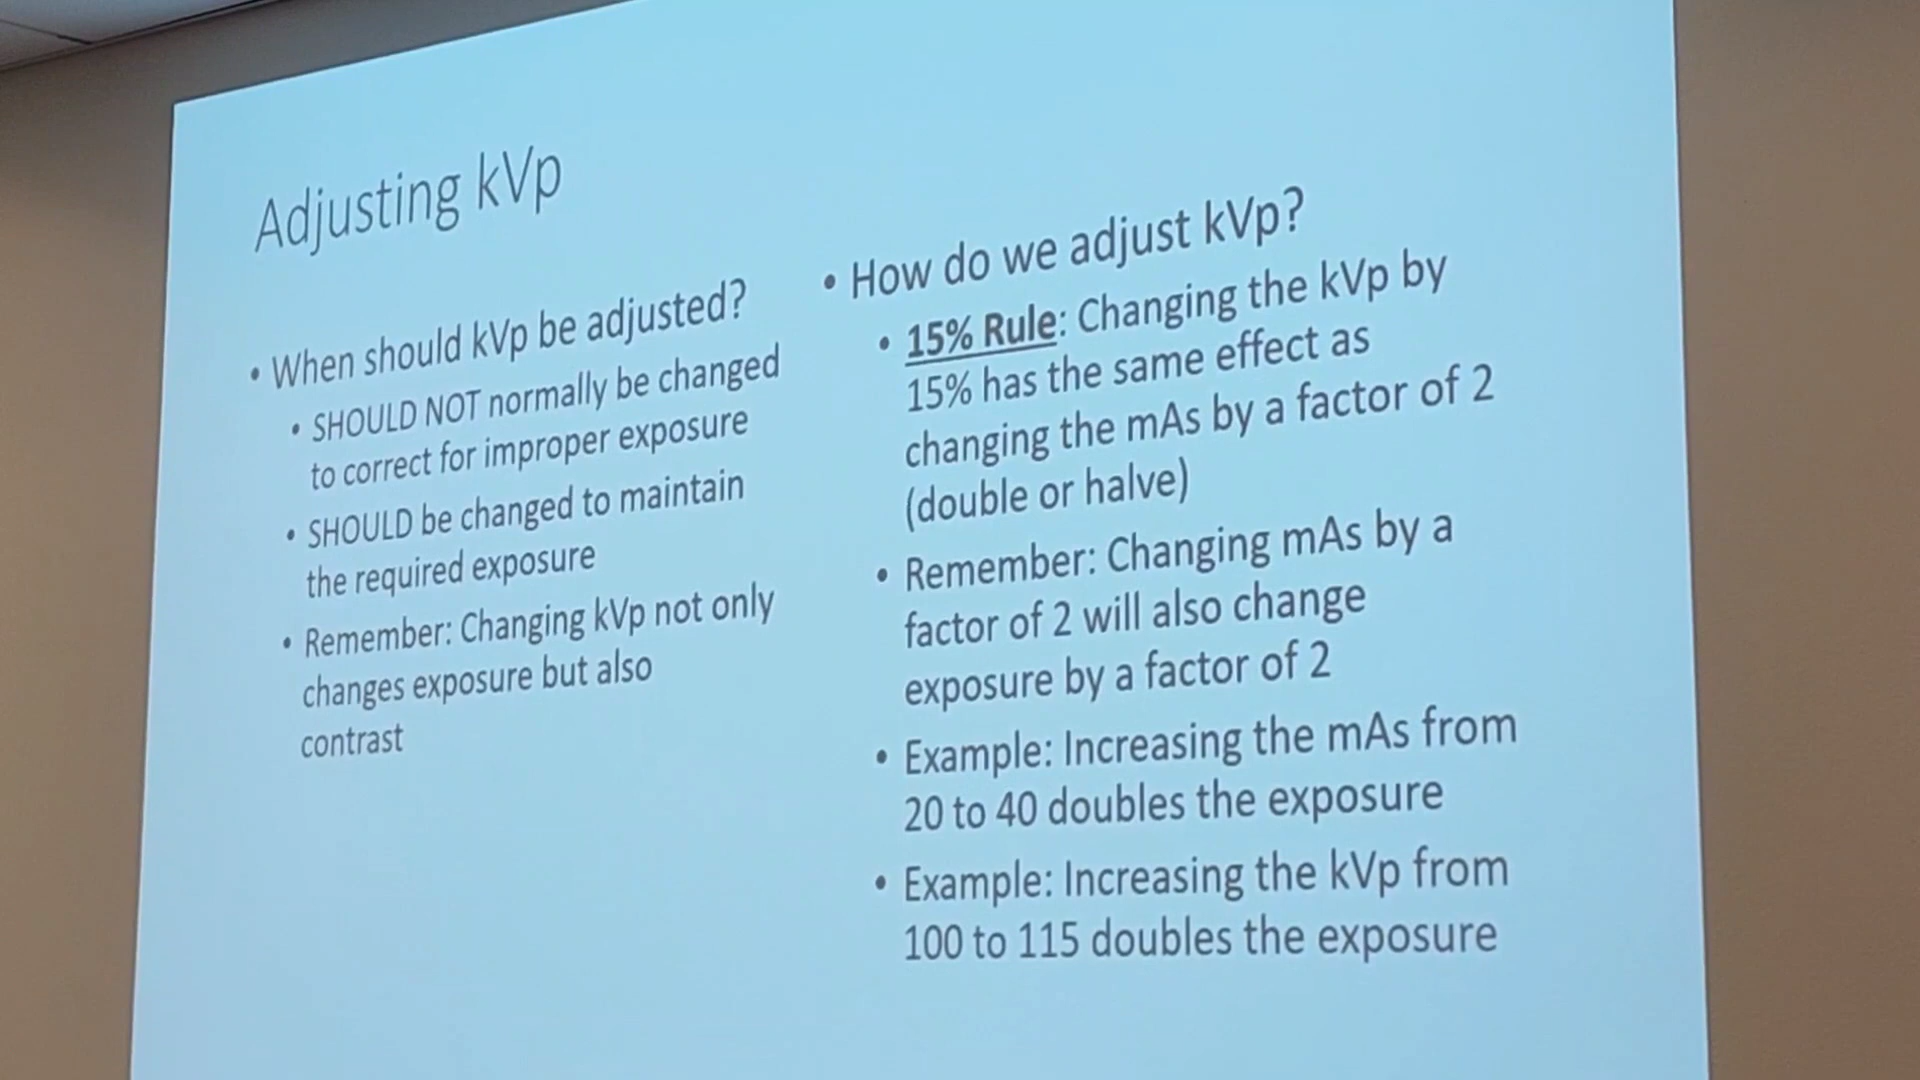 Adjusting kVp
• When should kVp be adjusted?
• SHOULD NOT normally be changed
to correct for improper exposure
• SHOULD be changed to maintain
the required exposure
• Remember: Changing kVp not only
changes exposure but also
contrast
• How do we adjust kVp?
• 15% Rule: Changing the kVp by
15% has the same effect as
changing the mAs by a factor of 2
(double or halve)
• Remember: Changing mAs by a
factor of 2 will also change
exposure by a factor of 2
• Example: Increasing the mAs from
20 to 40 doubles the exposure
• Example: Increasing the kVp from
100 to 115 doubles the exposure